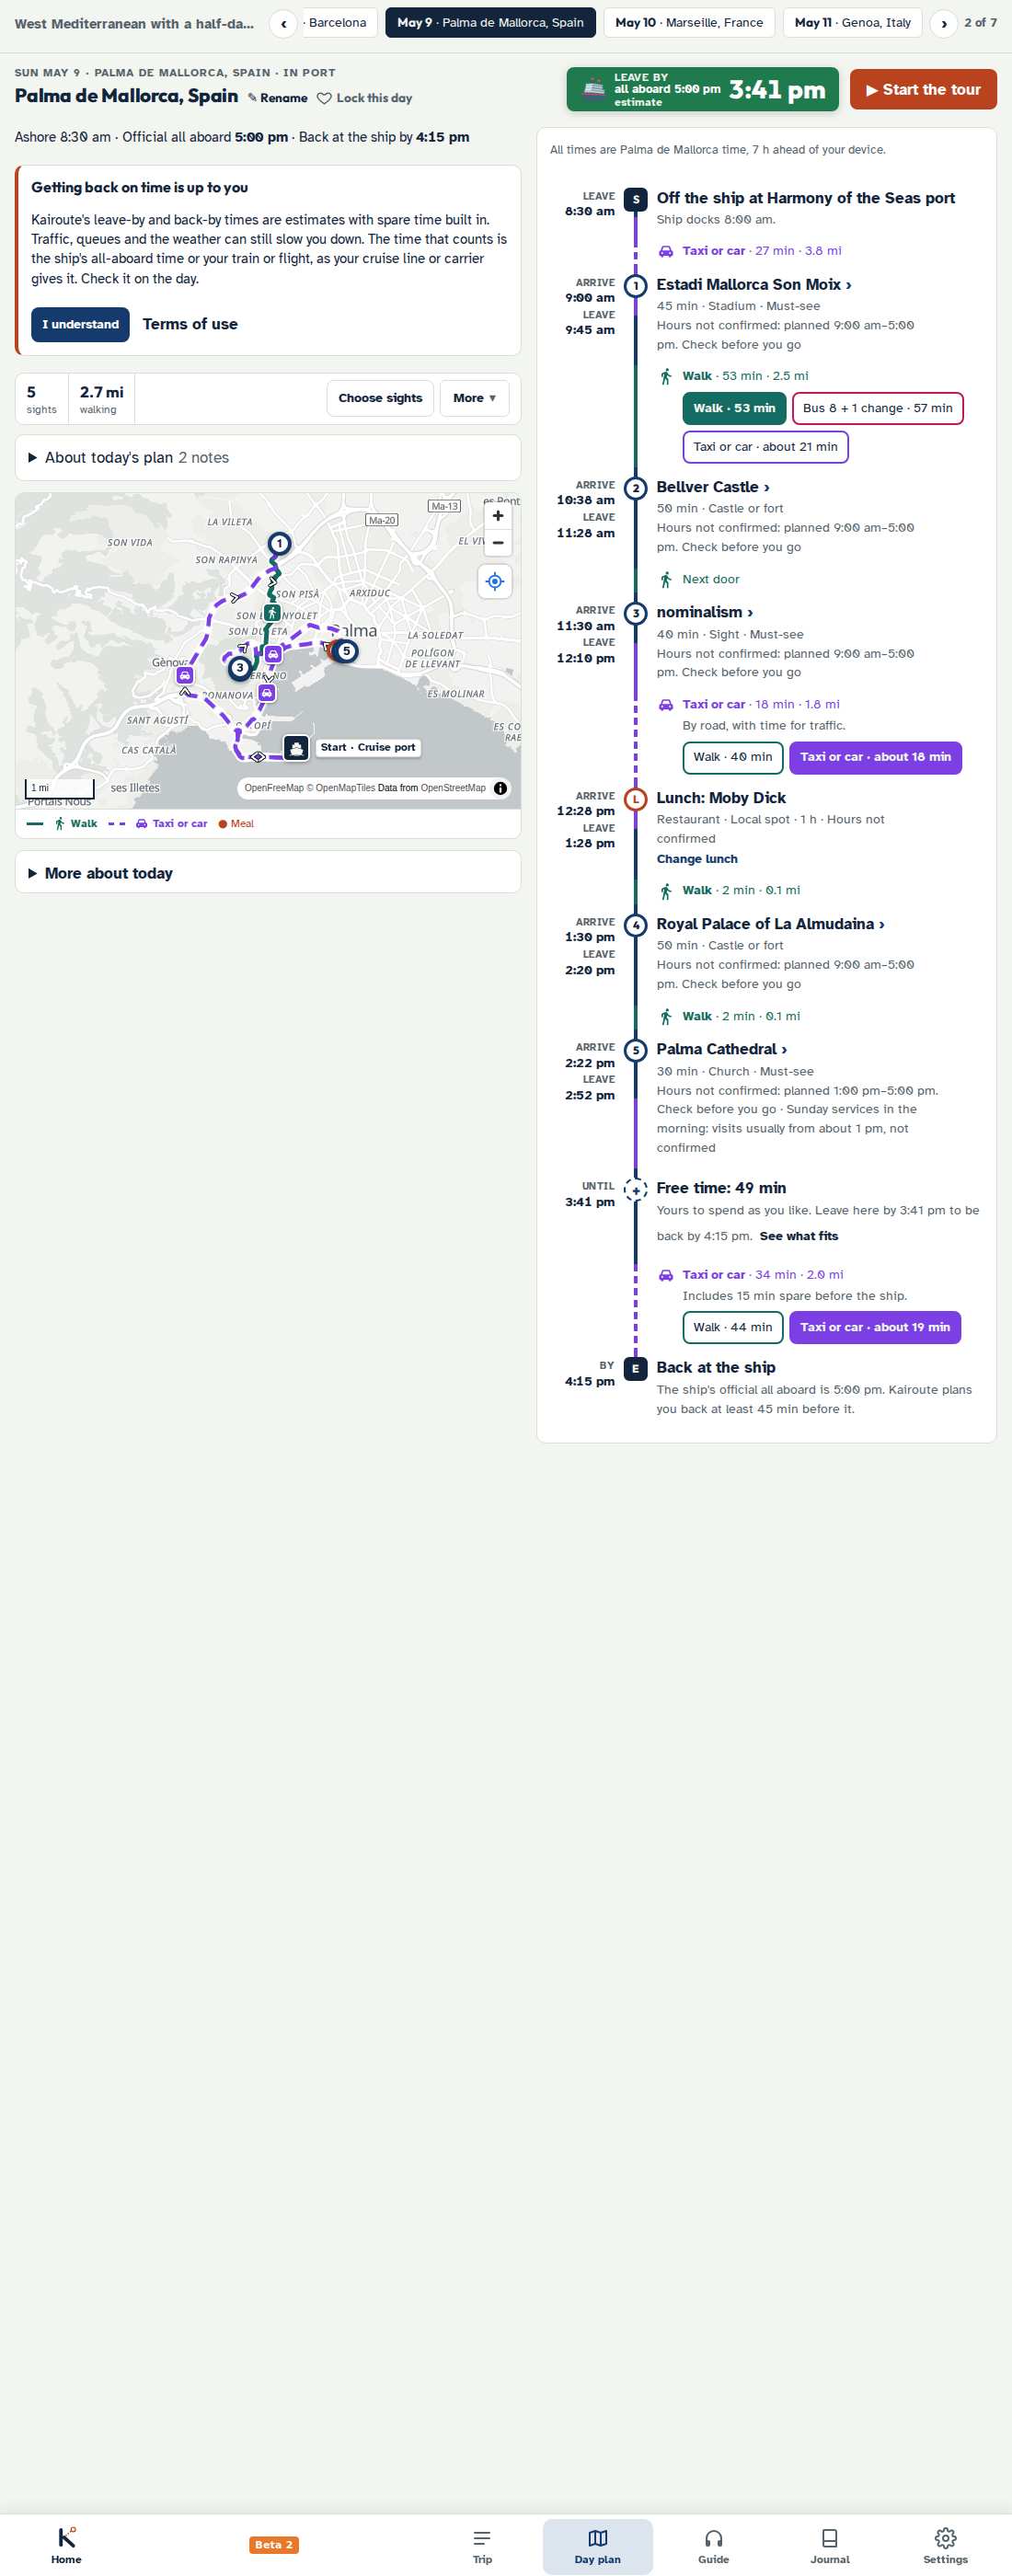 West Mediterranean with a half-da...
‹
· Barcelona
May 9 · Palma de Mallorca, Spain
May 10 · Marseille, France
May 11 · Genoa, Italy
›
2 of 7
SUN MAY 9 · PALMA DE MALLORCA, SPAIN · IN PORT
Palma de Mallorca, Spain
✎ Rename
Lock this day
LEAVE BY
all aboard 5:00 pm
estimate
3:41 pm
▶ Start the tour
Ashore 8:30 am · Official all aboard 5:00 pm · Back at the ship by 4:15 pm
Getting back on time is up to you
Kairoute's leave-by and back-by times are estimates with spare time built in.
Traffic, queues and the weather can still slow you down. The time that counts is
the ship's all-aboard time or your train or flight, as your cruise line or carrier
gives it. Check it on the day.
I understand
Terms of use
5
sights
2.7 mi
walking
Choose sights
More ▼
▶ About today's plan 2 notes
Ma-13
Ma-20
LA VILETA
SON VIDA
SON RAPINYA
1
+
−
SON PISÀ
ARXIDUC
Palma
LA SOLEDAT
POLÍGON
DE LLEVANT
3
5
Gènova
ES MOLINAR
SANT AGUSTÍ
CAS CATALÀ
Start · Cruise port
1 mi
ses Illetes
Portals Nous
OpenFreeMap © OpenMapTiles Data from OpenStreetMap
Walk
Taxi or car
Meal
▶ More about today
All times are Palma de Mallorca time, 7 h ahead of your device.
LEAVE
8:30 am
S
Off the ship at Harmony of the Seas port
Ship docks 8:00 am.
Taxi or car · 27 min · 3.8 mi
ARRIVE
9:00 am
LEAVE
9:45 am
1
Estadi Mallorca Son Moix ›
45 min · Stadium · Must-see
Hours not confirmed: planned 9:00 am–5:00
pm. Check before you go
Walk · 53 min · 2.5 mi
Walk · 53 min
Bus 8 + 1 change · 57 min
Taxi or car · about 21 min
ARRIVE
10:38 am
LEAVE
11:28 am
2
Bellver Castle ›
50 min · Castle or fort
Hours not confirmed: planned 9:00 am–5:00
pm. Check before you go
Next door
ARRIVE
11:30 am
LEAVE
12:10 pm
3
nominalism ›
40 min · Sight · Must-see
Hours not confirmed: planned 9:00 am–5:00
pm. Check before you go
Taxi or car · 18 min · 1.8 mi
By road, with time for traffic.
Walk · 40 min
Taxi or car · about 18 min
ARRIVE
12:28 pm
LEAVE
1:28 pm
L
Lunch: Moby Dick
Restaurant · Local spot · 1 h · Hours not
confirmed
Change lunch
Walk · 2 min · 0.1 mi
ARRIVE
1:30 pm
LEAVE
2:20 pm
4
Royal Palace of La Almudaina ›
50 min · Castle or fort
Hours not confirmed: planned 9:00 am–5:00
pm. Check before you go
Walk · 2 min · 0.1 mi
ARRIVE
2:22 pm
LEAVE
2:52 pm
5
Palma Cathedral ›
30 min · Church · Must-see
Hours not confirmed: planned 1:00 pm–5:00 pm.
Check before you go · Sunday services in the
morning: visits usually from about 1 pm, not
confirmed
UNTIL
3:41 pm
+
Free time: 49 min
Yours to spend as you like. Leave here by 3:41 pm to be
back by 4:15 pm. See what fits
Taxi or car · 34 min · 2.0 mi
Includes 15 min spare before the ship.
Walk · 44 min
Taxi or car · about 19 min
BY
4:15 pm
E
Back at the ship
The ship's official all aboard is 5:00 pm. Kairoute plans
you back at least 45 min before it.
Home
Beta 2
Trip
Day plan
Guide
Journal
Settings